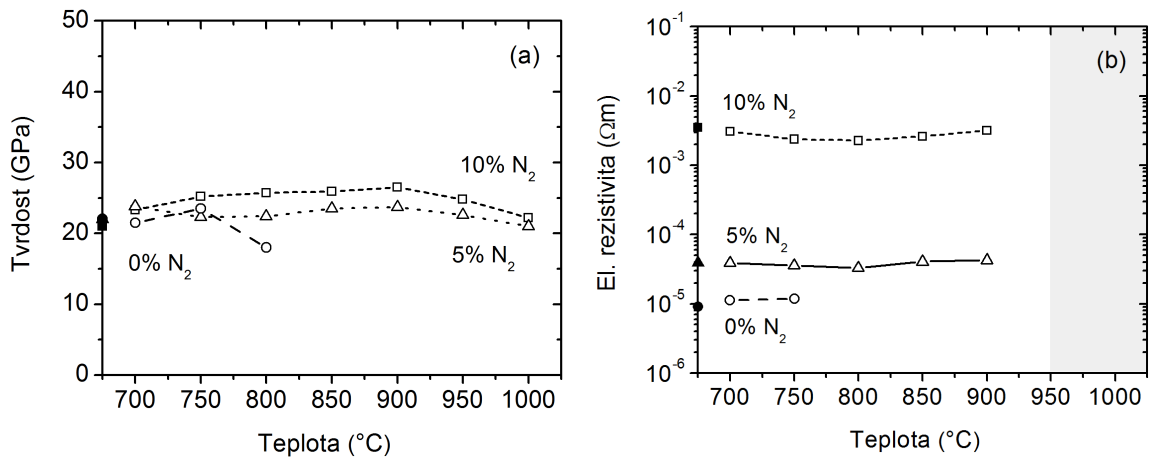 (a)
50
40
30
20
10
0
Tvrdost (GPa)
10% N2
5% N2
0% N2
700 750 800 850 900 950 1000
Teplota (°C)
(b)
10-1
10-2
10-3
10-4
10-5
10-6
El. rezistivita (Ωm)
10% N2
5% N2
0% N2
700 750 800 850 900 950 1000
Teplota (°C)